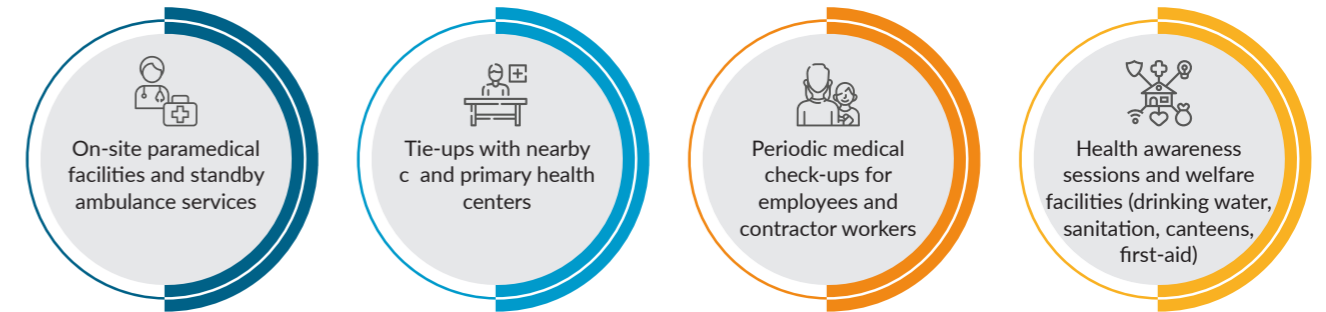 On-site paramedical
facilities and standby
ambulance services
Tie-ups with nearby
c  and primary health
centers
Periodic medical
check-ups for
employees and
contractor workers
Health awareness
sessions and welfare
facilities (drinking water,
sanitation, canteens,
first-aid)